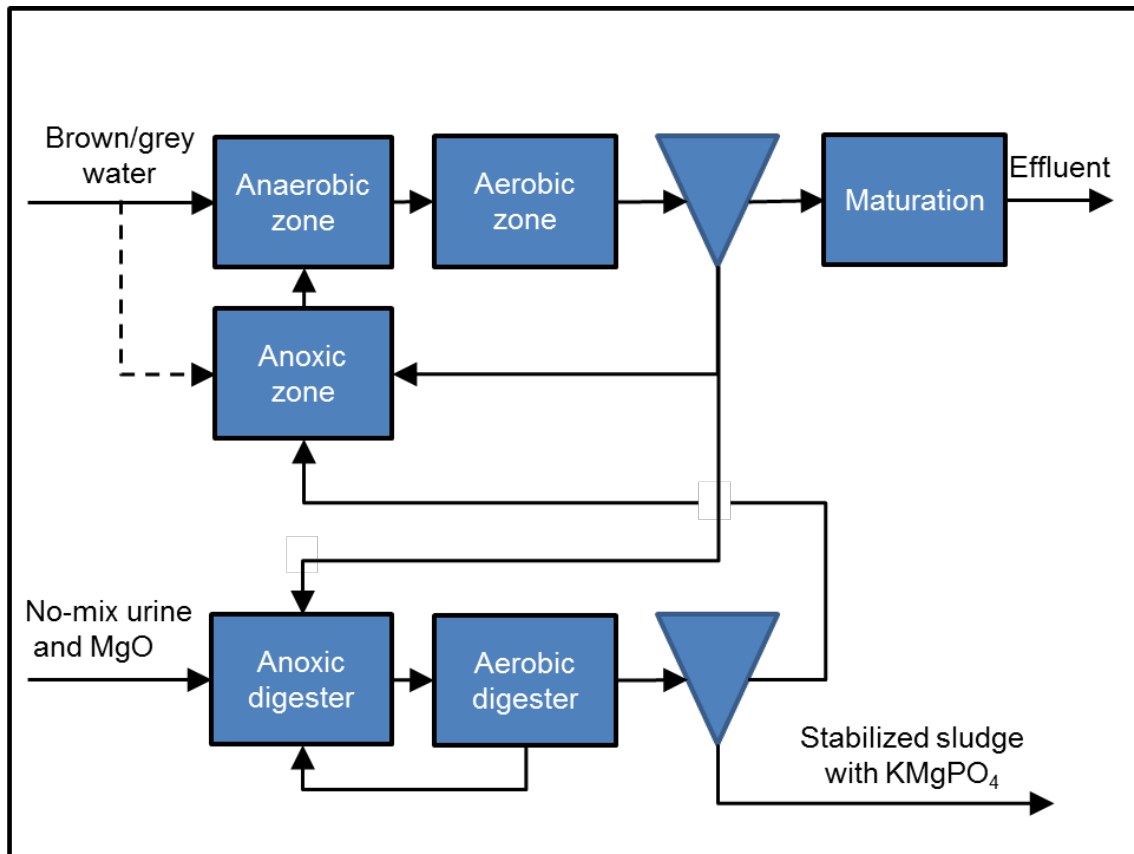 Brown/grey
water
Anaerobic
zone
Aerobic
zone
Maturation
Effluent
Anoxic
zone
No-mix urine
and MgO
Anoxic
digester
Aerobic
digester
Stabilized sludge
with KMgPO₄